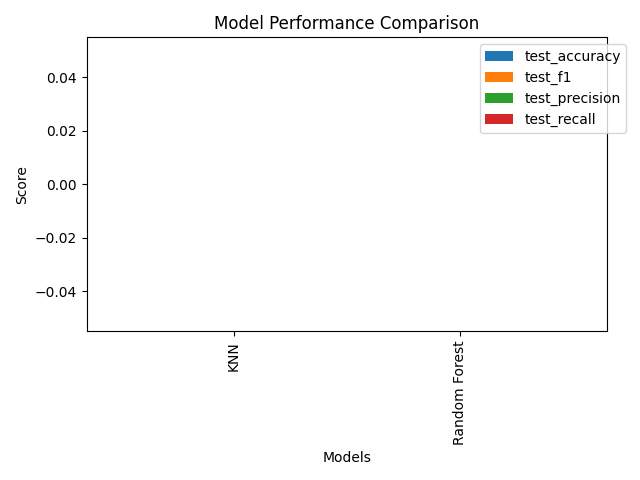 Model Performance Comparison
test_accuracy
test_f1
test_precision
test_recall
0.04
0.02
0.00
−0.02
−0.04
Score
KNN
Random Forest
Models